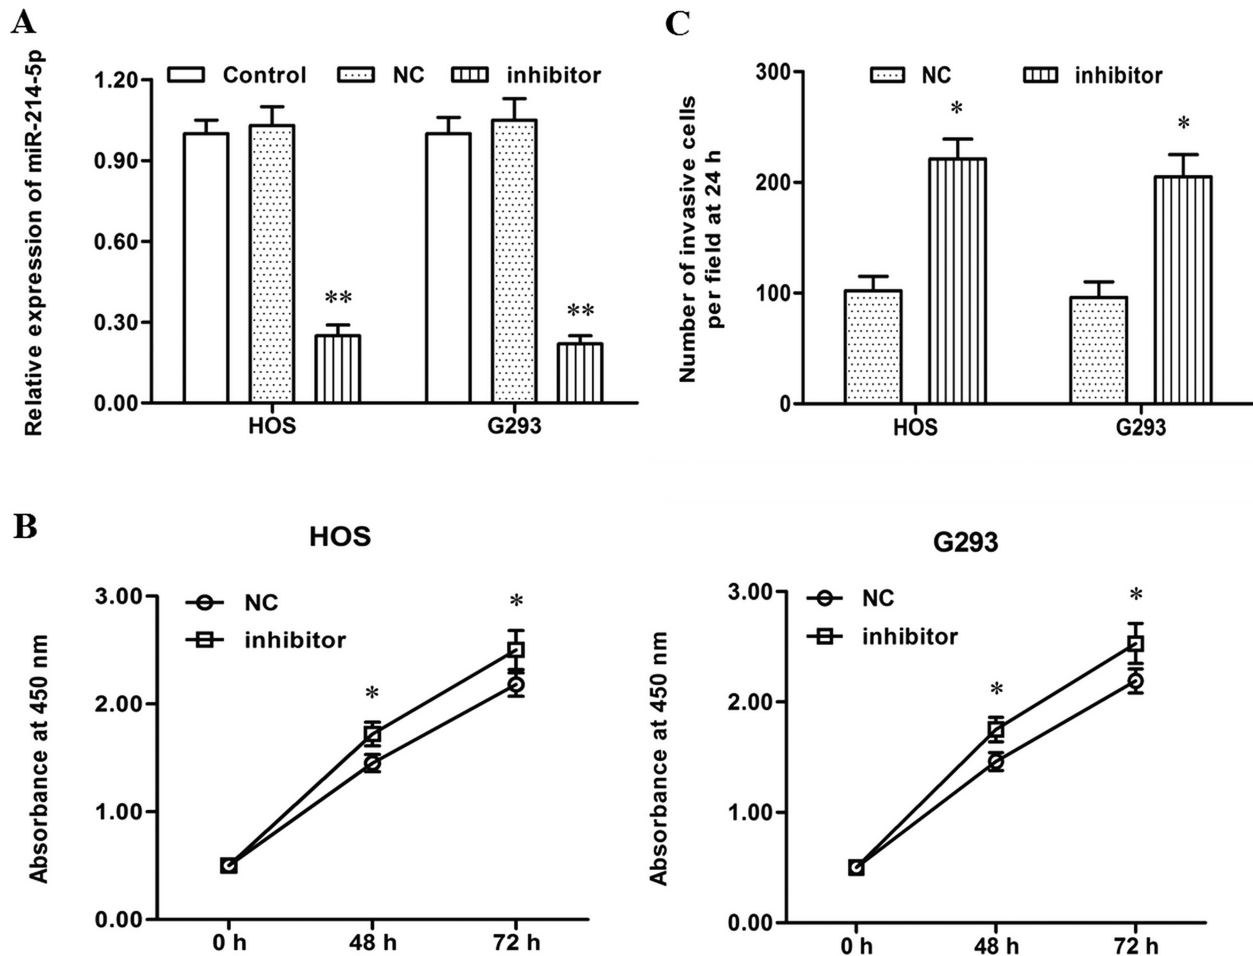 A
Relative expression of miR-214-5p
Control NC inhibitor
1.20
0.90
0.60
0.30
0.00
**
**
HOS G293
C
Number of invasive cells
per field at 24 h
NC inhibitor
300
200
100
0
*
*
HOS G293
B
HOS
Absorbance at 450 nm
NC
inhibitor
3.00
2.00
1.00
0.00
*
*
0 h 48 h 72 h
G293
Absorbance at 450 nm
NC
inhibitor
3.00
2.00
1.00
0.00
*
*
0 h 48 h 72 h